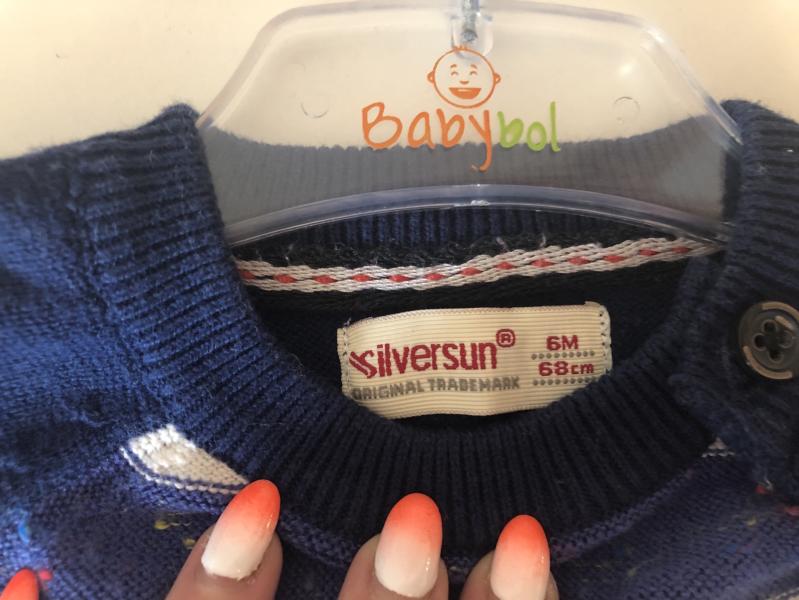 Babybol
Silversun®
ORIGINAL TRADEMARK
6M
68cm